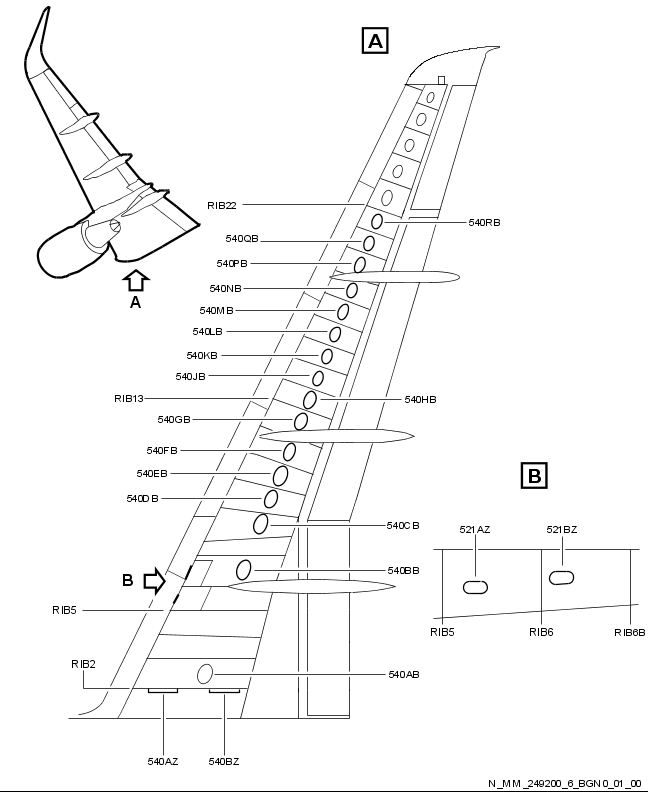 A
A
RIB22
540RB
540QB
540PB
540NB
540MB
540LB
540KB
540JB
RIB13
540HB
540GB
540FB
540EB
540DB
540CB
B
540BB
RIB5
RIB2
540AB
540AZ
540BZ
B
521AZ
521BZ
RIB5
RIB6
RIB6B
N_MM_249200_6_BGN0_01_00